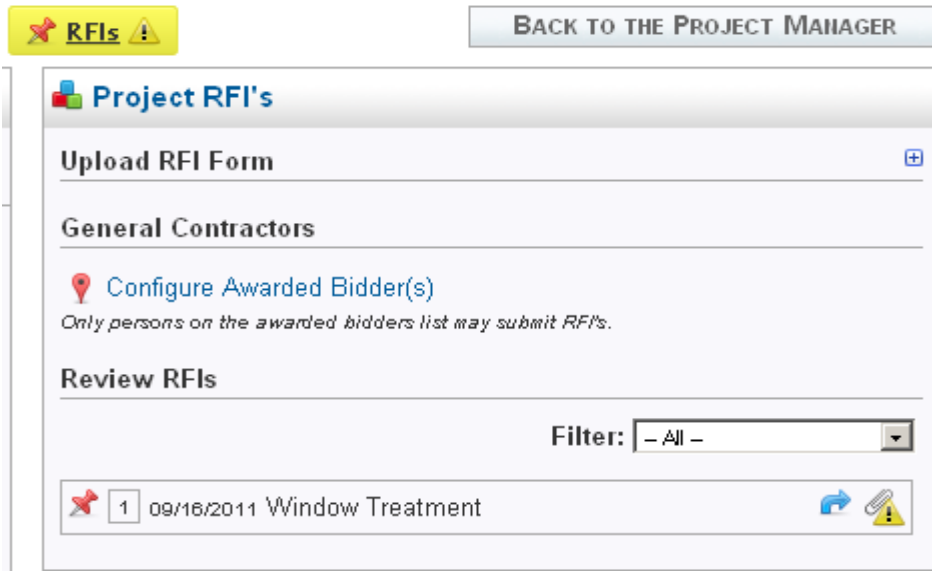 RFIs
BACK TO THE PROJECT MANAGER
Project RFI's
Upload RFI Form
General Contractors
Configure Awarded Bidder(s)
Only persons on the awarded bidders list may submit RFI's.
Review RFIs
Filter: -- All --
1 09/16/2011 Window Treatment